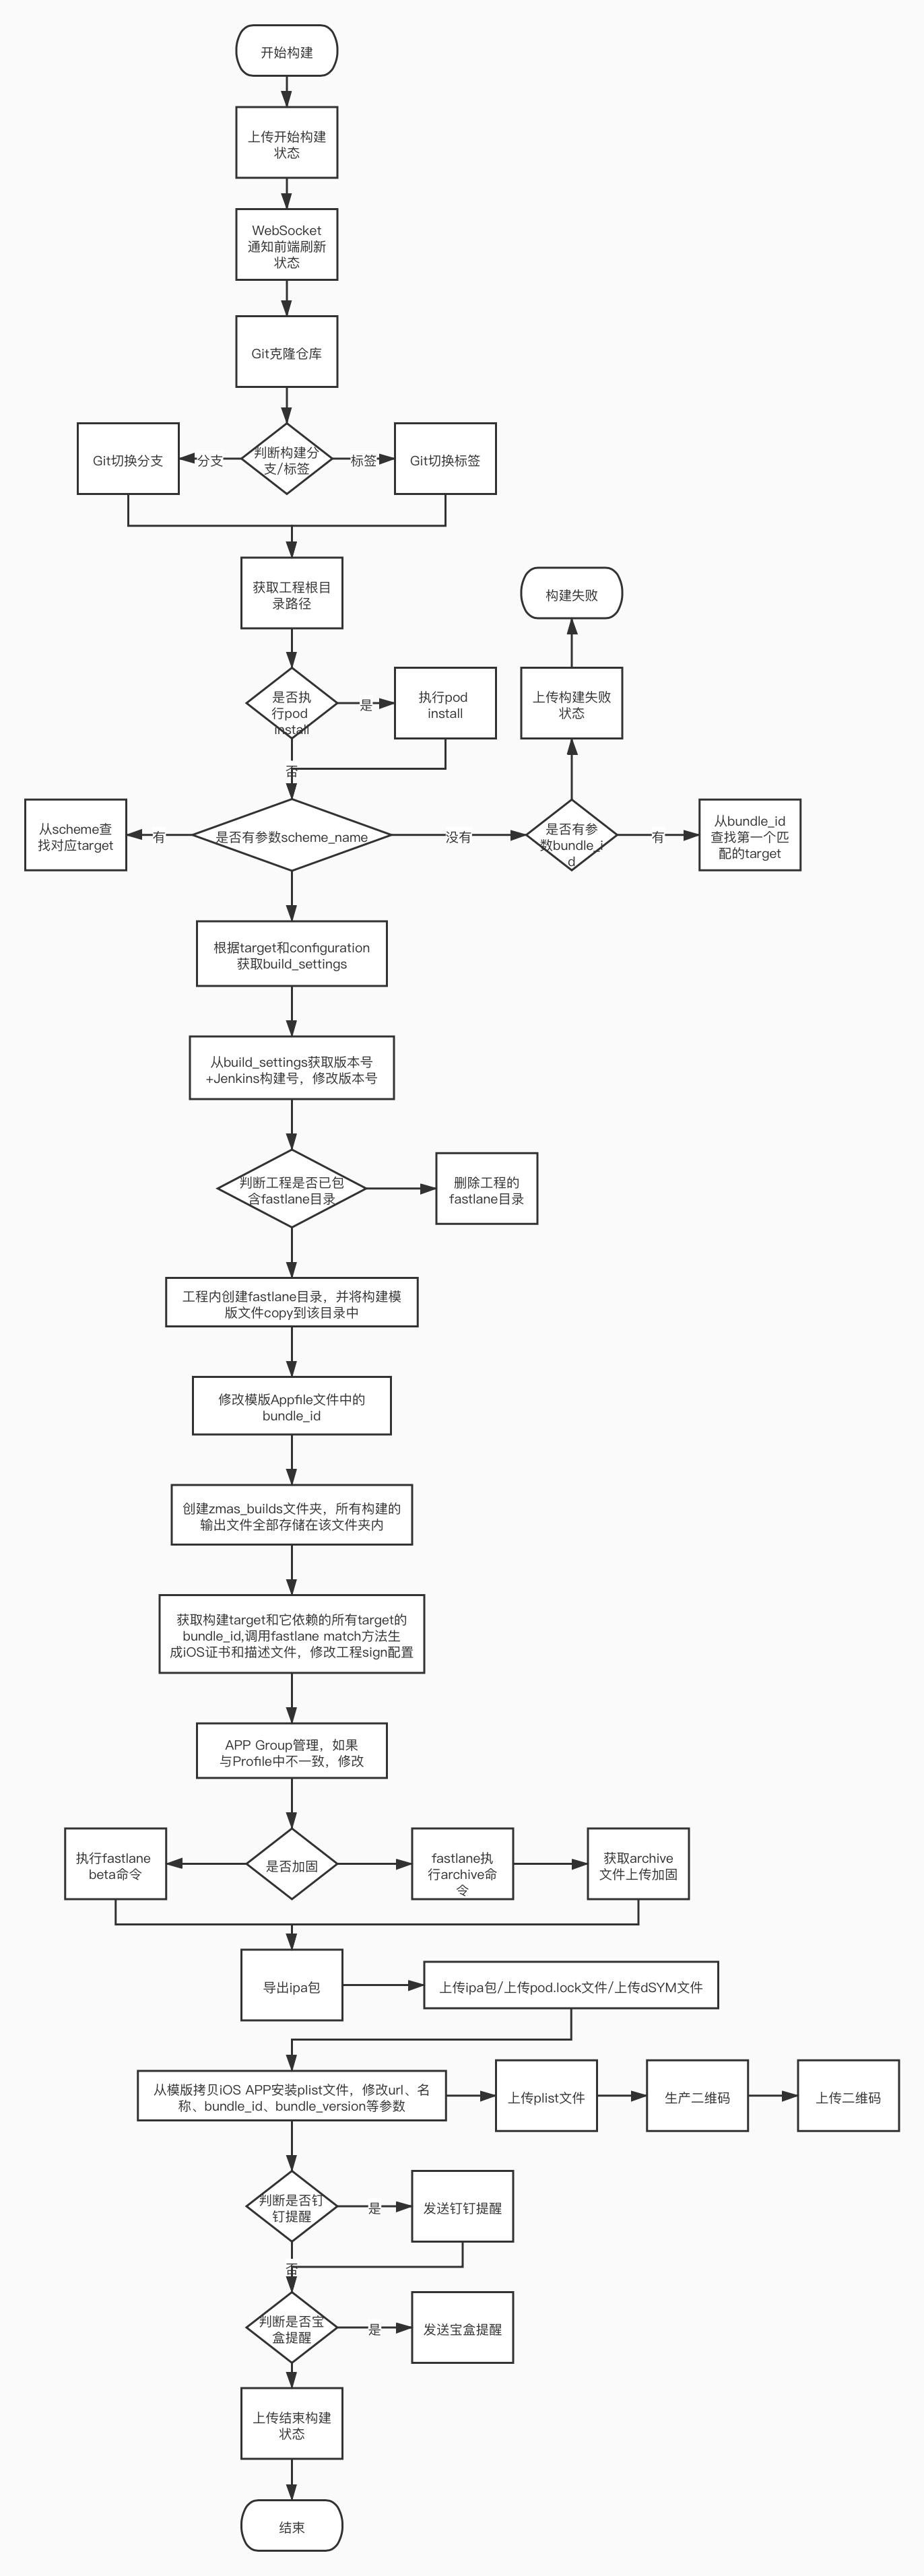 开始构建
上传开始构建
状态
WebSocket
通知前端刷新
状态
Git克隆仓库
Git切换分支
分支
判断构建分
支/标签
标签
Git切换标签
获取工程根目
录路径
构建失败
是否执
行pod
install
是
执行pod
install
上传构建失败
状态
否
从scheme查
找对应target
有
是否有参数scheme_name
没有
是否有参
数bundle_i
d
有
从bundle_id
查找第一个匹
配的target
根据target和configuration
获取build_settings
从build_settings获取版本号
+Jenkins构建号，修改版本号
判断工程是否已包
含fastlane目录
删除工程的
fastlane目录
工程内创建fastlane目录，并将构建模
版文件copy到该目录中
修改模版Appfile文件中的
bundle_id
创建zmas_builds文件夹，所有构建的
输出文件全部存储在该文件夹内
获取构建target和它依赖的所有target的
bundle_id,调用fastlane match方法生
成iOS证书和描述文件，修改工程sign配置
APP Group管理，如果
与Profile中不一致，修改
执行fastlane
beta命令
是否加固
fastlane执
行archive命
令
获取archive
文件上传加固
导出ipa包
上传ipa包/上传pod.lock文件/上传dSYM文件
从模版拷贝iOS APP安装plist文件，修改url、名
称、bundle_id、bundle_version等参数
上传plist文件
生产二维码
上传二维码
判断是否钉
钉提醒
是
发送钉钉提醒
否
判断是否宝
盒提醒
是
发送宝盒提醒
上传结束构建
状态
结束